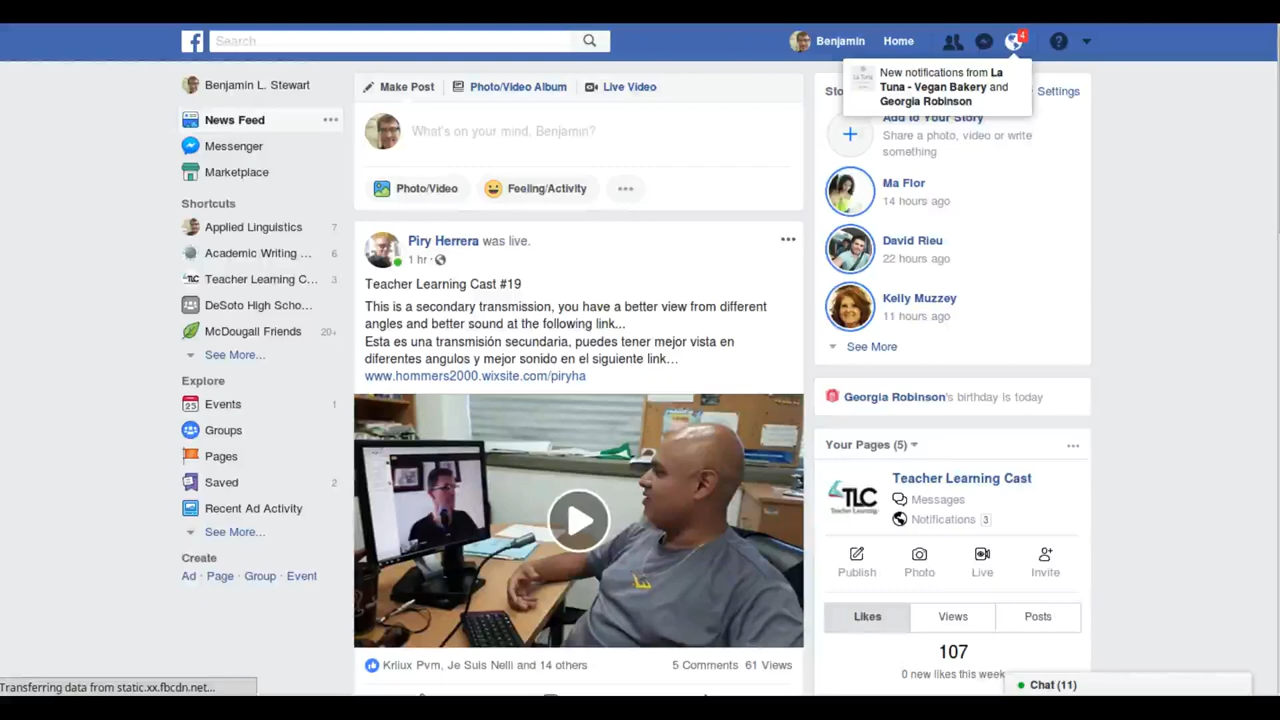 Search
Benjamin
Home
4
New notifications from La
Tuna - Vegan Bakery and
Georgia Robinson
Benjamin L. Stewart
News Feed
Messenger
Marketplace
Shortcuts
Applied Linguistics 7
Academic Writing ... 6
Teacher Learning C... 3
DeSoto High Scho...
McDougall Friends 20+
See More...
Explore
Events 1
Groups
Pages
Saved 2
Recent Ad Activity
See More...
Create
Ad · Page · Group · Event
Make Post
Photo/Video Album
Live Video
What's on your mind, Benjamin?
Photo/Video
Feeling/Activity
Piry Herrera was live.
1 hr ·
Teacher Learning Cast #19
This is a secondary transmission, you have a better view from different
angles and better sound at the following link...
Esta es una transmisión secundaria, puedes tener mejor vista en
diferentes angulos y mejor sonido en el siguiente link...
www.hommers2000.wixsite.com/piryha
Kriiux Pvm, Je Suis Nelli and 14 others
5 Comments 61 Views
Settings
Add to Your Story
Share a photo, video or write
something
Ma Flor
14 hours ago
David Rieu
22 hours ago
Kelly Muzzey
11 hours ago
See More
Georgia Robinson's birthday is today
Your Pages (5)
TLC
Teacher Learning
Teacher Learning Cast
Messages
Notifications 3
Publish
Photo
Live
Invite
Likes
Views
Posts
107
0 new likes this week
Chat (11)
Transferring data from static.xx.fbcdn.net...